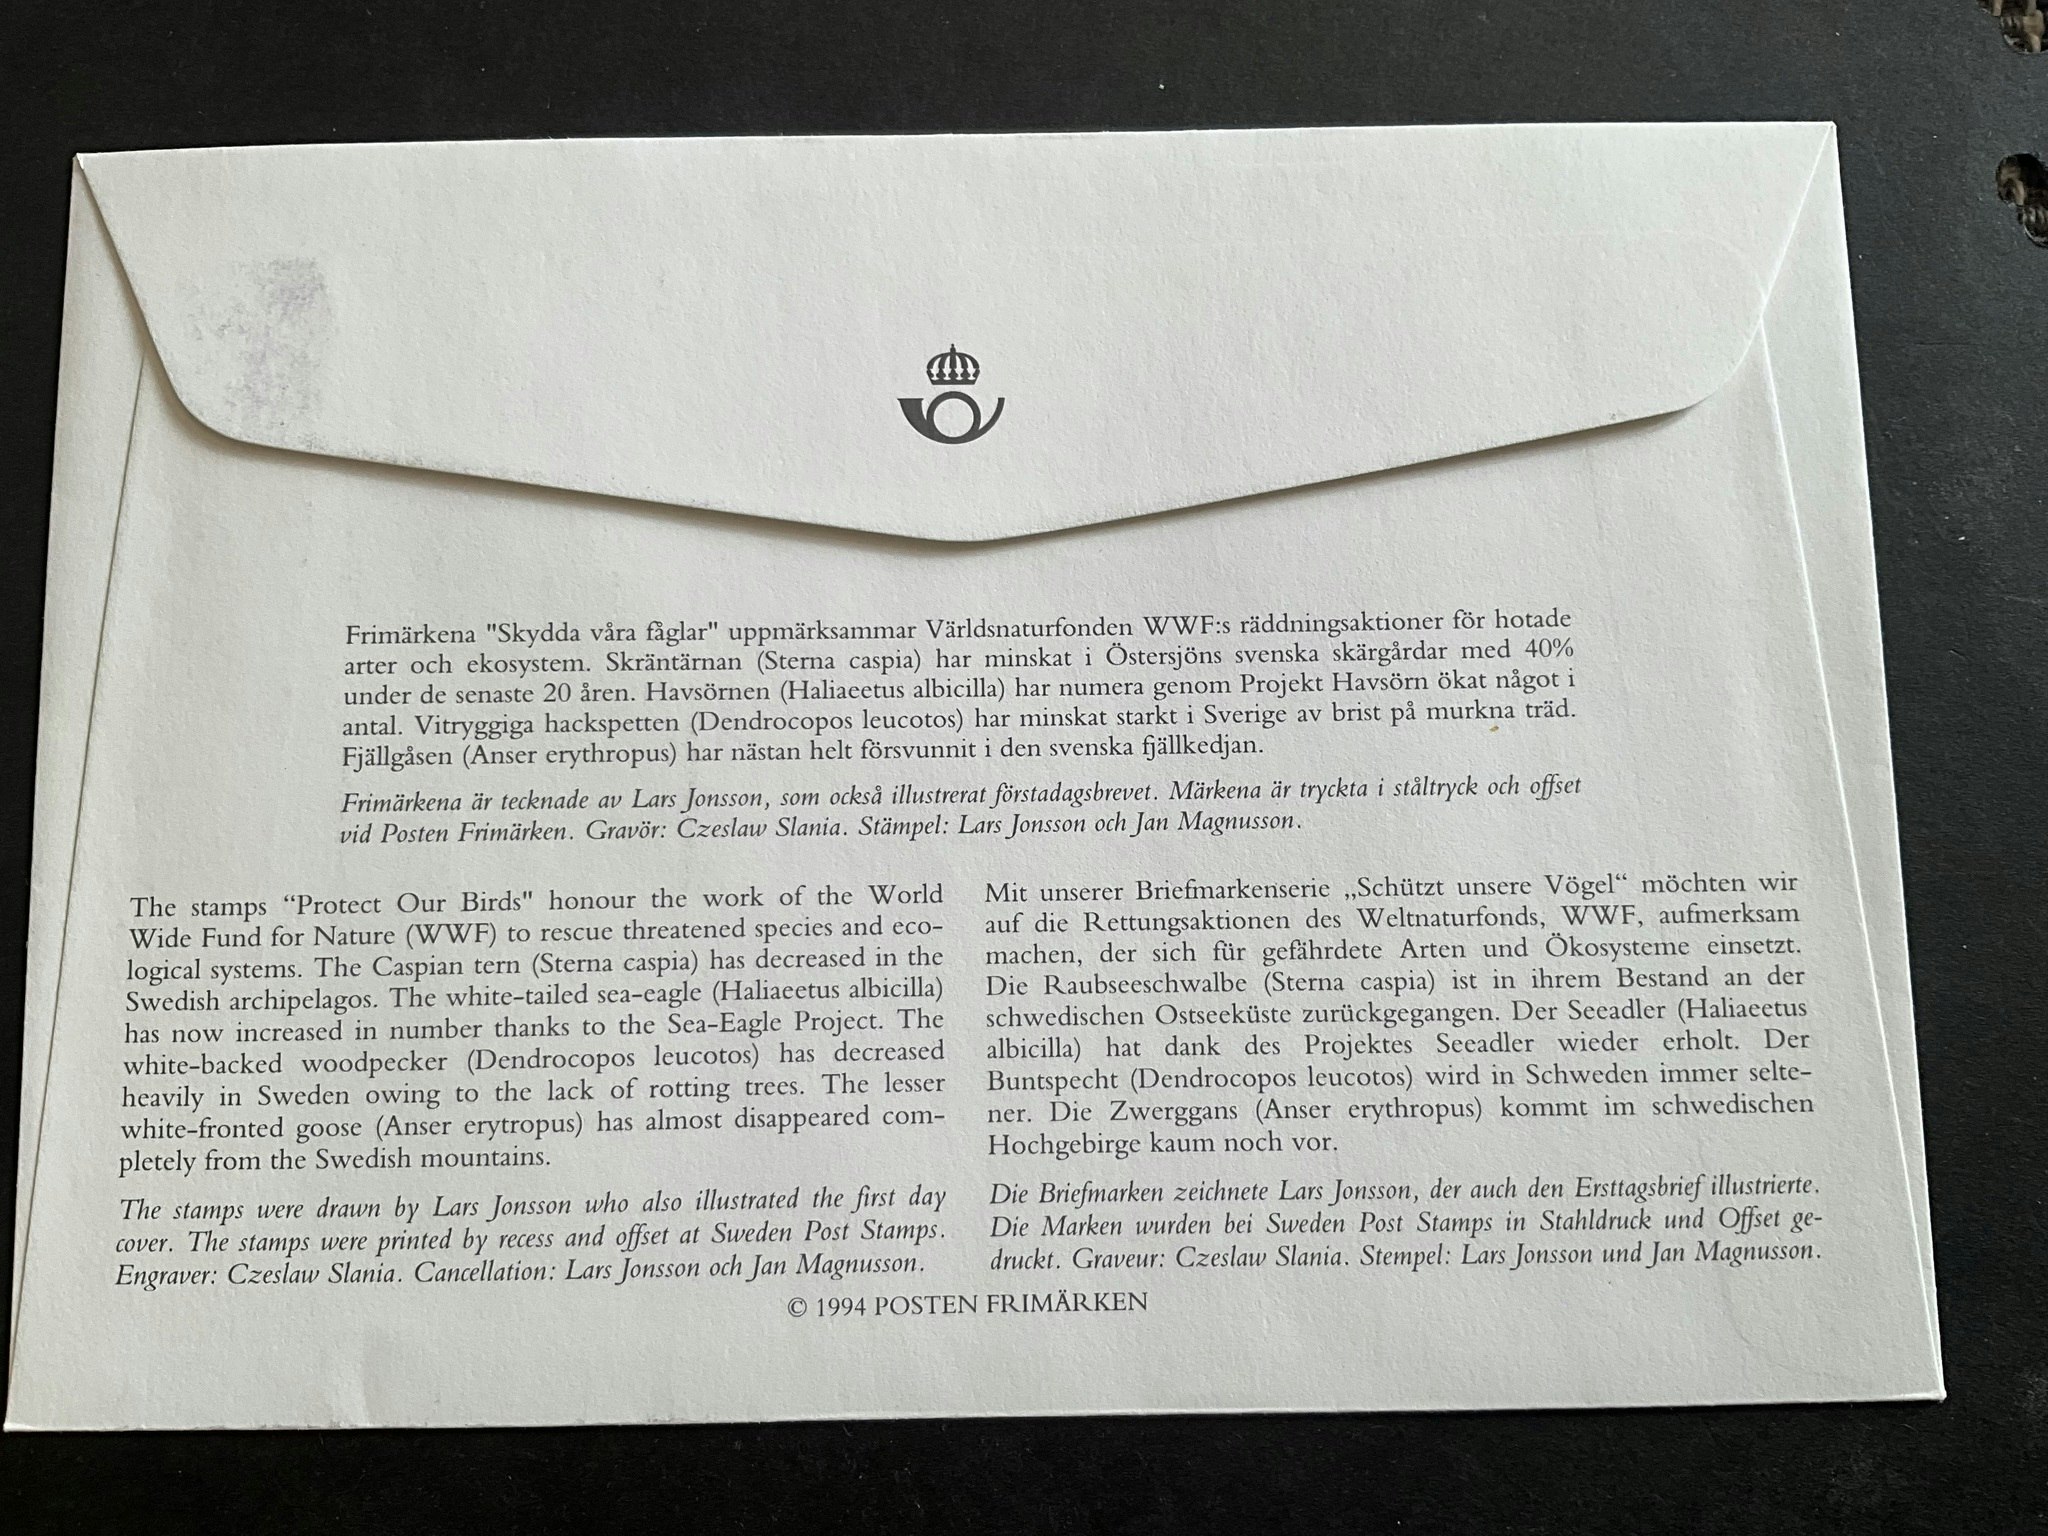 Frimärkena "Skydda våra fåglar" uppmärksammar Världsnaturfonden WWF:s räddningsaktioner för hotade
arter och ekosystem. Skräntärnan (Sterna caspia) har minskat i Östersjöns svenska skärgårdar med 40%
under de senaste 20 åren. Havsörnen (Haliaeetus albicilla) har numera genom Projekt Havsörn ökat något i
antal. Vitryggiga hackspetten (Dendrocopos leucotos) har minskat starkt i Sverige av brist på murkna träd.
Fjällgåsen (Anser erythropus) har nästan helt försvunnit i den svenska fjällkedjan.
Frimärkena är tecknade av Lars Jonsson, som också illustrerat förstadagsbrevet. Märkena är tryckta i ståltryck och offset
vid Posten Frimärken. Gravör: Czeslaw Slania. Stämpel: Lars Jonsson och Jan Magnusson.
The stamps “Protect Our Birds" honour the work of the World
Wide Fund for Nature (WWF) to rescue threatened species and eco-
logical systems. The Caspian tern (Sterna caspia) has decreased in the
Swedish archipelagos. The white-tailed sea-eagle (Haliaeetus albicilla)
has now increased in number thanks to the Sea-Eagle Project. The
white-backed woodpecker (Dendrocopos leucotos) has decreased
heavily in Sweden owing to the lack of rotting trees. The lesser
white-fronted goose (Anser erytropus) has almost disappeared com-
pletely from the Swedish mountains.
The stamps were drawn by Lars Jonsson who also illustrated the first day
cover. The stamps were printed by recess and offset at Sweden Post Stamps.
Engraver: Czeslaw Slania. Cancellation: Lars Jonsson och Jan Magnusson.
Mit unserer Briefmarkenserie „Schützt unsere Vögel“ möchten wir
auf die Rettungsaktionen des Weltnaturfonds, WWF, aufmerksam
machen, der sich für gefährdete Arten und Ökosysteme einsetzt.
Die Raubseeschwalbe (Sterna caspia) ist in ihrem Bestand an der
schwedischen Ostseeküste zurückgegangen. Der Seeadler (Haliaeetus
albicilla) hat dank des Projektes Seeadler wieder erholt. Der
Buntspecht (Dendrocopos leucotos) wird in Schweden immer selte-
ner. Die Zwerggans (Anser erythropus) kommt im schwedischen
Hochgebirge kaum noch vor.
Die Briefmarken zeichnete Lars Jonsson, der auch den Ersttagsbrief illustrierte.
Die Marken wurden bei Sweden Post Stamps in Stahldruck und Offset ge-
druckt. Graveur: Czeslaw Slania. Stempel: Lars Jonsson und Jan Magnusson.
© 1994 POSTEN FRIMÄRKEN